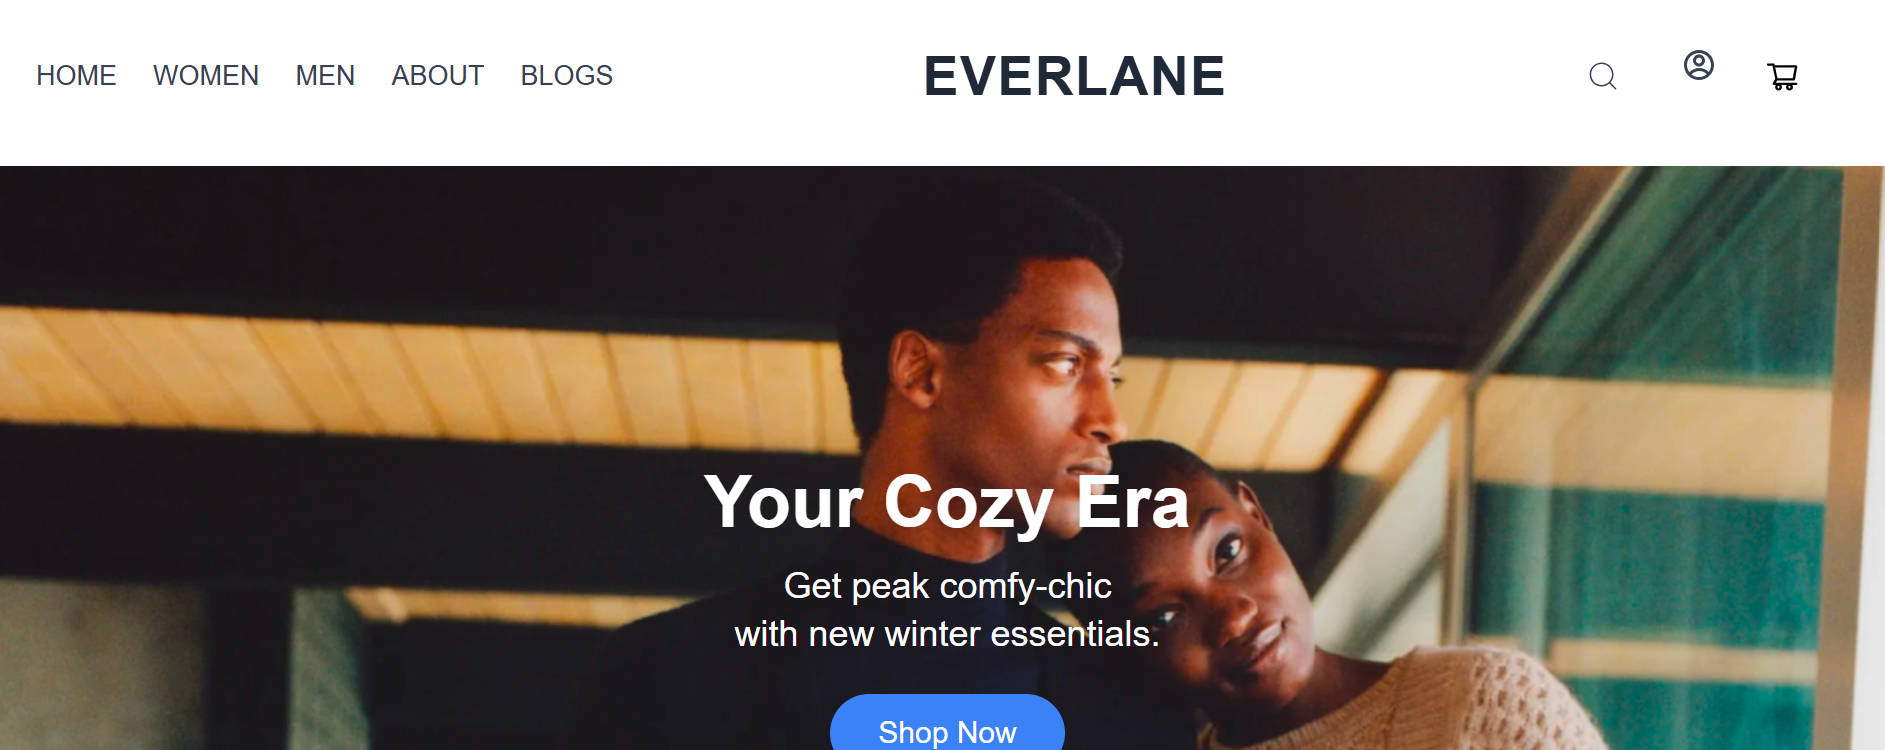 HOME WOMEN MEN ABOUT BLOGS EVERLANE
Your Cozy Era
Get peak comfy-chic
with new winter essentials.
Shop Now